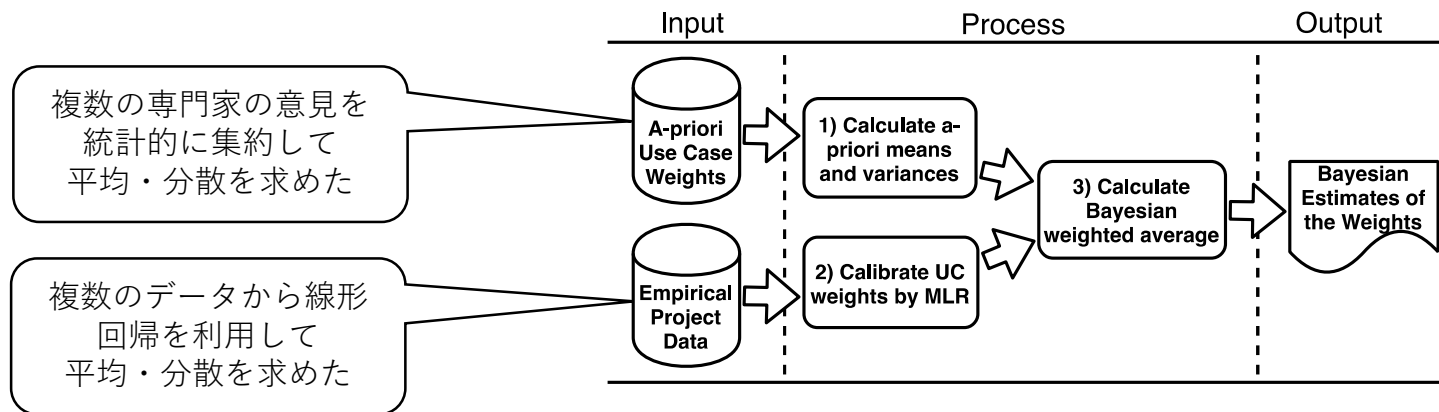 Input
Process
Output
複数の専門家の意見を
統計的に集約して
平均・分散を求めた
A-priori
Use Case
Weights
1) Calculate a-
priori means
and variances
3) Calculate
Bayesian
weighted average
Bayesian
Estimates of
the Weights
複数のデータから線形
回帰を利用して
平均・分散を求めた
Empirical
Project
Data
2) Calibrate UC
weights by MLR